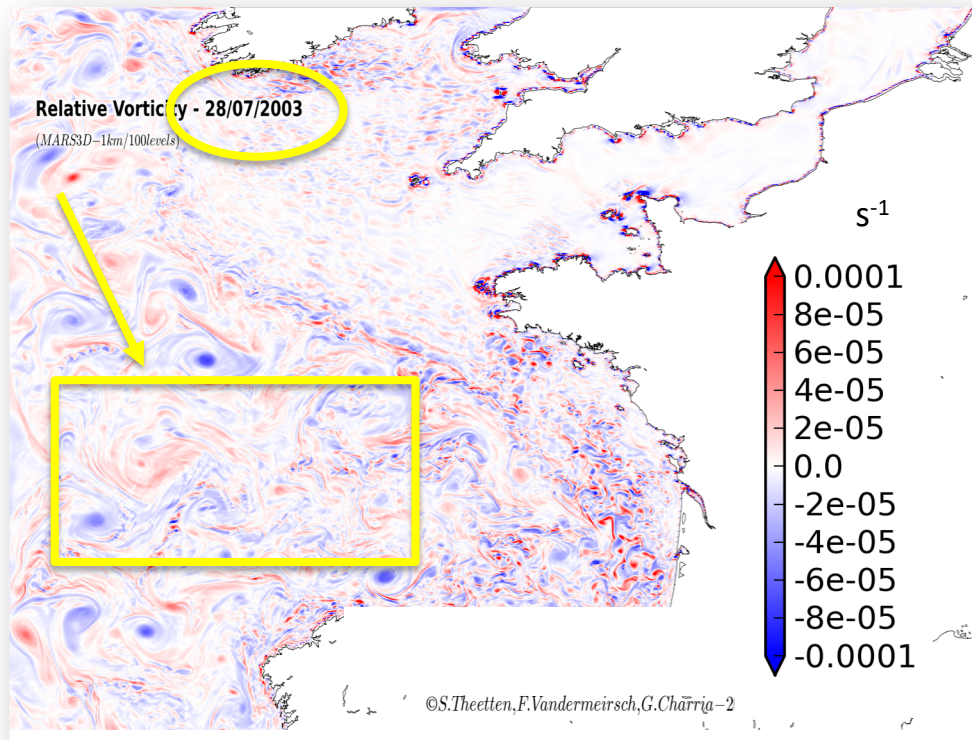 Relative Vorticity - 28/07/2003
(MARS3D−1km/100levels)
s-1
0.0001
8e-05
6e-05
4e-05
2e-05
0.0
-2e-05
-4e-05
-6e-05
-8e-05
-0.0001
©S.Theetten,F.Vandermeirsch,G.Charria−2